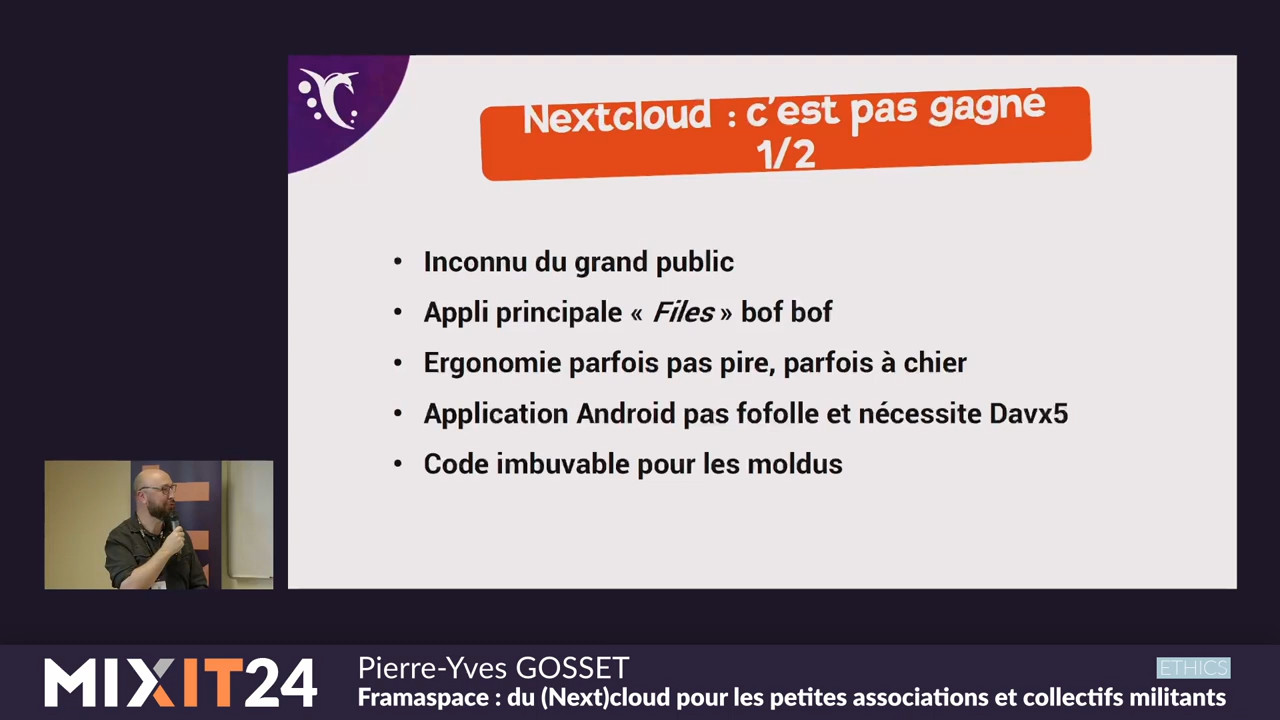 Nextcloud : c'est pas gagné
1/2
• Inconnu du grand public
• Appli principale « Files » bof bof
• Ergonomie parfois pas pire, parfois à chier
• Application Android pas fofolle et nécessite Davx5
• Code imbuvable pour les moldus
MIXIT24
Pierre-Yves GOSSET
ETHICS
Framaspace : du (Next)cloud pour les petites associations et collectifs militants